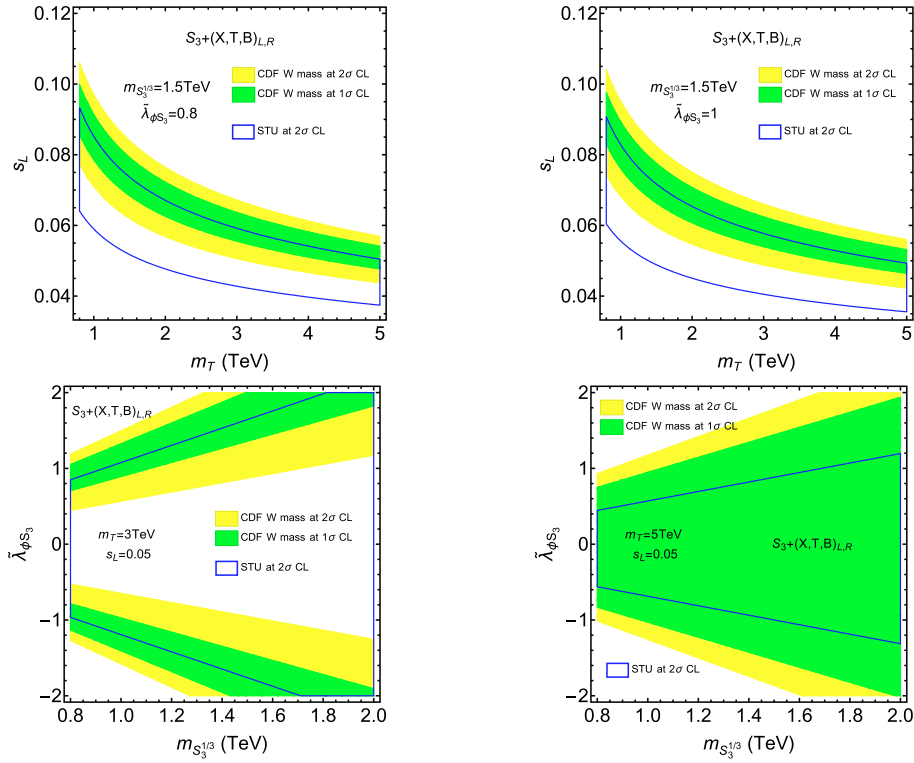 0.12
0.10
0.08
0.06
0.04
s_L
S₃+(X,T,B)_{L,R}
m_{S₃^{1/3}}=1.5TeV
λ̃_{ϕS₃}=0.8
CDF W mass at 2σ CL
CDF W mass at 1σ CL
STU at 2σ CL
1 2 3 4 5
m_T (TeV)
0.12
0.10
0.08
0.06
0.04
s_L
S₃+(X,T,B)_{L,R}
m_{S₃^{1/3}}=1.5TeV
λ̃_{ϕS₃}=1
CDF W mass at 2σ CL
CDF W mass at 1σ CL
STU at 2σ CL
1 2 3 4 5
m_T (TeV)
2
1
0
−1
−2
λ̃_{ϕS₃}
S₃+(X,T,B)_{L,R}
m_T=3TeV
s_L=0.05
CDF W mass at 2σ CL
CDF W mass at 1σ CL
STU at 2σ CL
0.8 1.0 1.2 1.4 1.6 1.8 2.0
m_{S₃^{1/3}} (TeV)
2
1
0
−1
−2
λ̃_{ϕS₃}
CDF W mass at 2σ CL
CDF W mass at 1σ CL
m_T=5TeV
s_L=0.05
S₃+(X,T,B)_{L,R}
STU at 2σ CL
0.8 1.0 1.2 1.4 1.6 1.8 2.0
m_{S₃^{1/3}} (TeV)